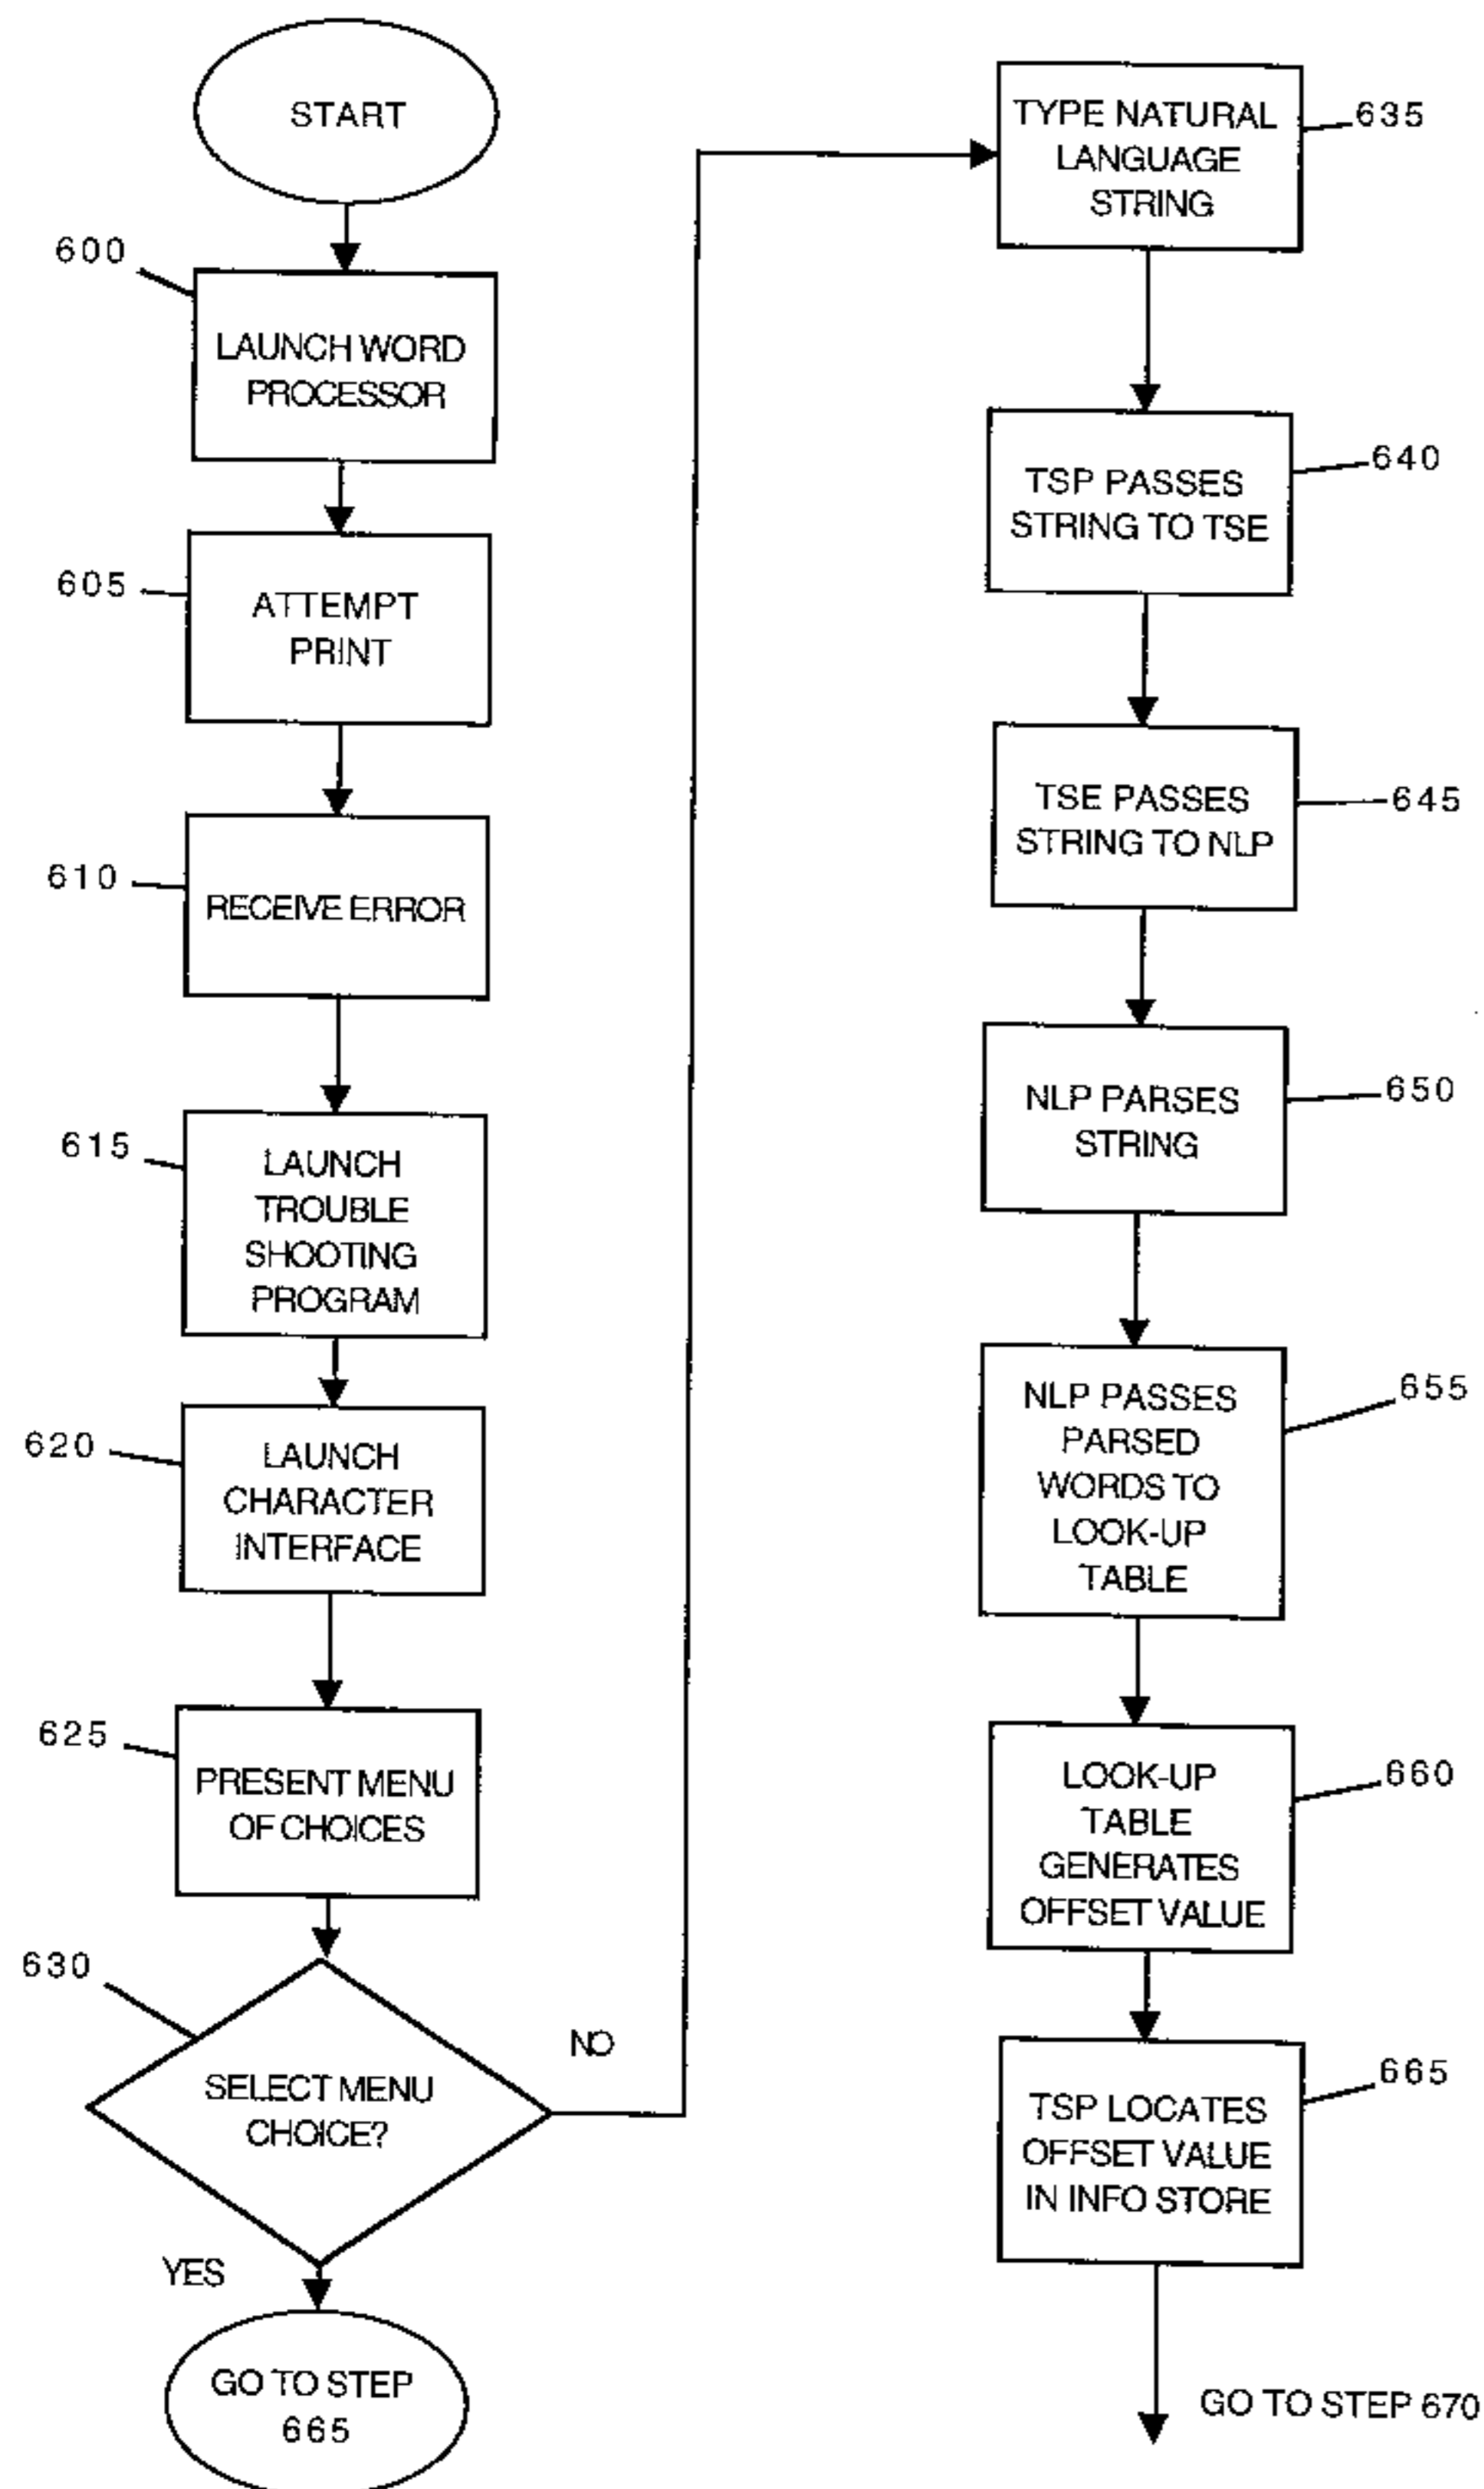 START
600
LAUNCH WORD
PROCESSOR
605
ATTEMPT
PRINT
610
RECEIVE ERROR
615
LAUNCH
TROUBLE
SHOOTING
PROGRAM
620
LAUNCH
CHARACTER
INTERFACE
625
PRESENT MENU
OF CHOICES
630
SELECT MENU
CHOICE?
NO
YES
GO TO STEP
665
TYPE NATURAL
LANGUAGE
STRING
635
TSP PASSES
STRING TO TSE
640
TSE PASSES
STRING TO NLP
645
NLP PARSES
STRING
650
NLP PASSES
PARSED
WORDS TO
LOOK-UP
TABLE
655
LOOK-UP
TABLE
GENERATES
OFFSET VALUE
660
TSP LOCATES
OFFSET VALUE
IN INFO STORE
665
GO TO STEP 670